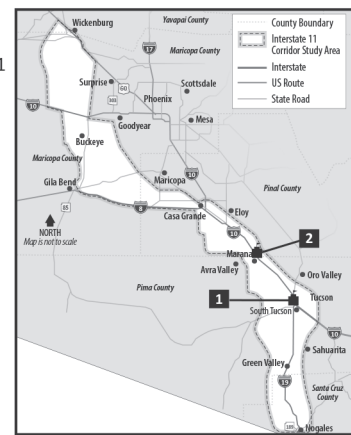 1
Wickenburg
Yavapai County
17
Maricopa County
County Boundary
Interstate 11
Corridor Study Area
Interstate
US Route
State Road
Surprise
60
Scottsdale
303
Phoenix
10
Goodyear
Mesa
Buckeye
Maricopa County
Maricopa
10
Pinal County
Gila Bend
85
8
Casa Grande
Eloy
NORTH
Map is not to scale
10
2
Marana
Avra Valley
Oro Valley
Pima County
1
Tucson
South Tucson
10
Sahuarita
Green Valley
19
Santa Cruz
County
Nogales